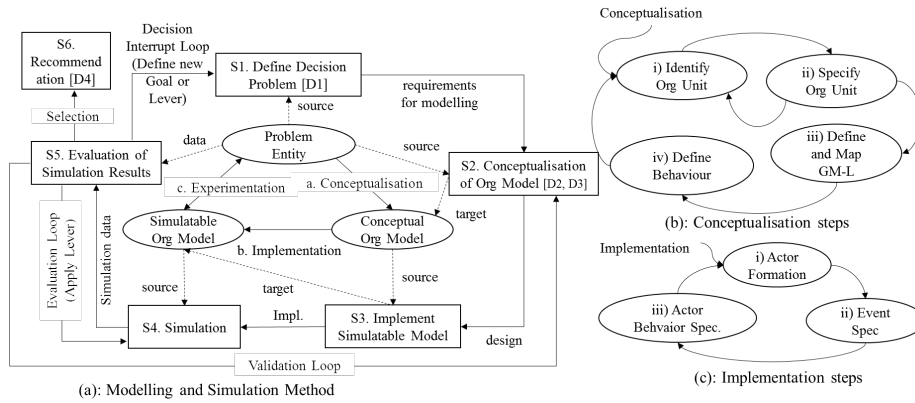 S6.
Recommend
ation [D4]
Decision
Interrupt Loop
(Define new
Goal or
Lever)
S1. Define Decision
Problem [D1]
requirements
for modelling
Selection
source
data
Problem
Entity
source
S5. Evaluation of
Simulation Results
S2. Conceptualisation
of Org Model [D2, D3]
c. Experimentation
a. Conceptualisation
target
Simulatable
Org Model
Conceptual
Org Model
b. Implementation
Evaluation Loop
(Apply Lever)
Simulation data
source
target
source
S4. Simulation
Impl.
S3. Implement
Simulatable Model
design
Validation Loop
(a): Modelling and Simulation Method
Conceptualisation
i) Identify
Org Unit
ii) Specify
Org Unit
iii) Define
and Map
GM-L
iv) Define
Behaviour
(b): Conceptualisation steps
Implementation
i) Actor
Formation
iii) Actor
Behvaior Spec.
ii) Event
Spec
(c): Implementation steps